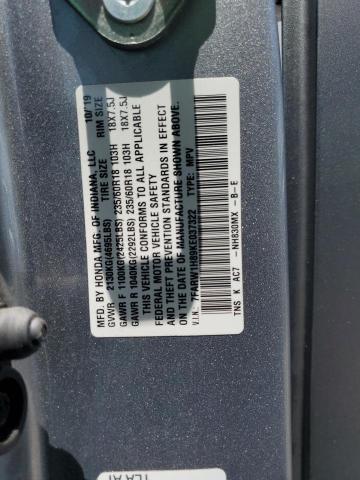 MFD. BY HONDA MFG. OF INDIANA, LLC 10/19
GVWR 2130KG(4695LBS) TIRE SIZE RIM SIZE
GAWR F 1100KG(2425LBS) 235/60R18 103H 18X7.5J
GAWR R 1040KG(2292LBS) 235/60R18 103H 18X7.5J
THIS VEHICLE CONFORMS TO ALL APPLICABLE
FEDERAL MOTOR VEHICLE SAFETY
AND THEFT PREVENTION STANDARDS IN EFFECT
ON THE DATE OF MANUFACTURE SHOWN ABOVE.
V.I.N. 7FARW1H89KE037322 TYPE: MPV
TNS K AC7 - NH830MX - B - E